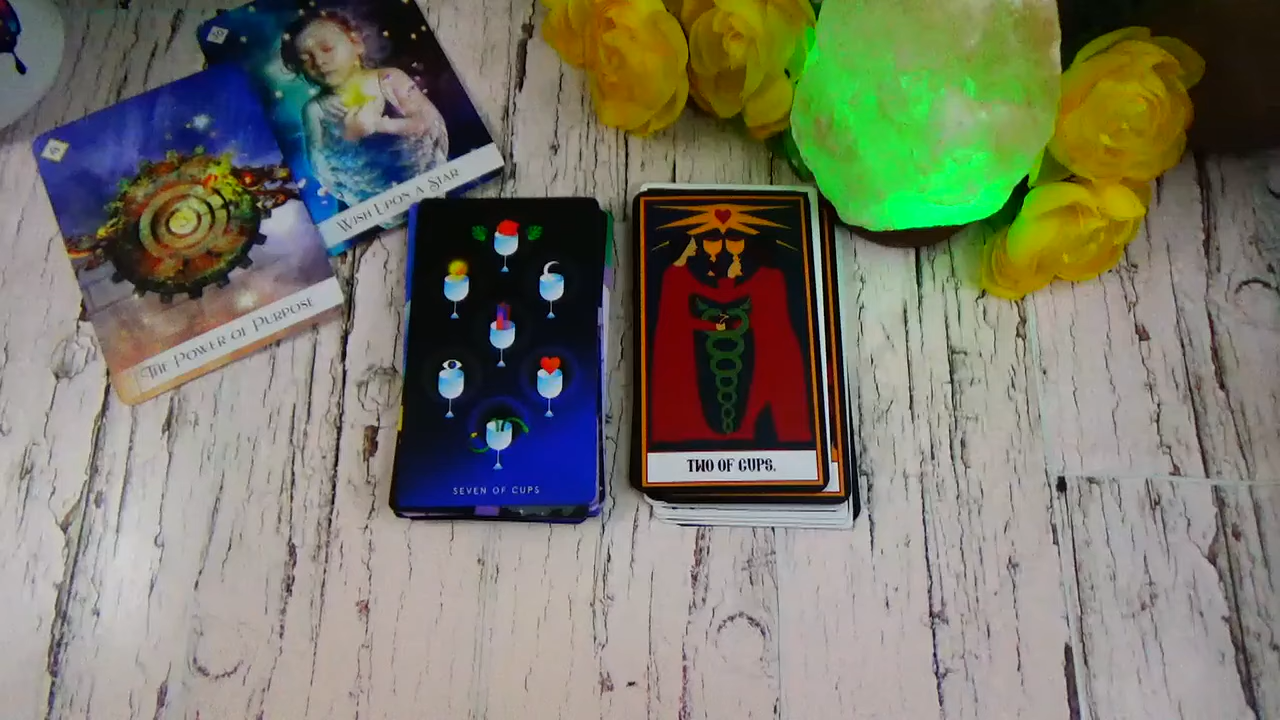 Wish Upon a Star
The Power of Purpose
SEVEN OF CUPS
TWO OF CUPS.